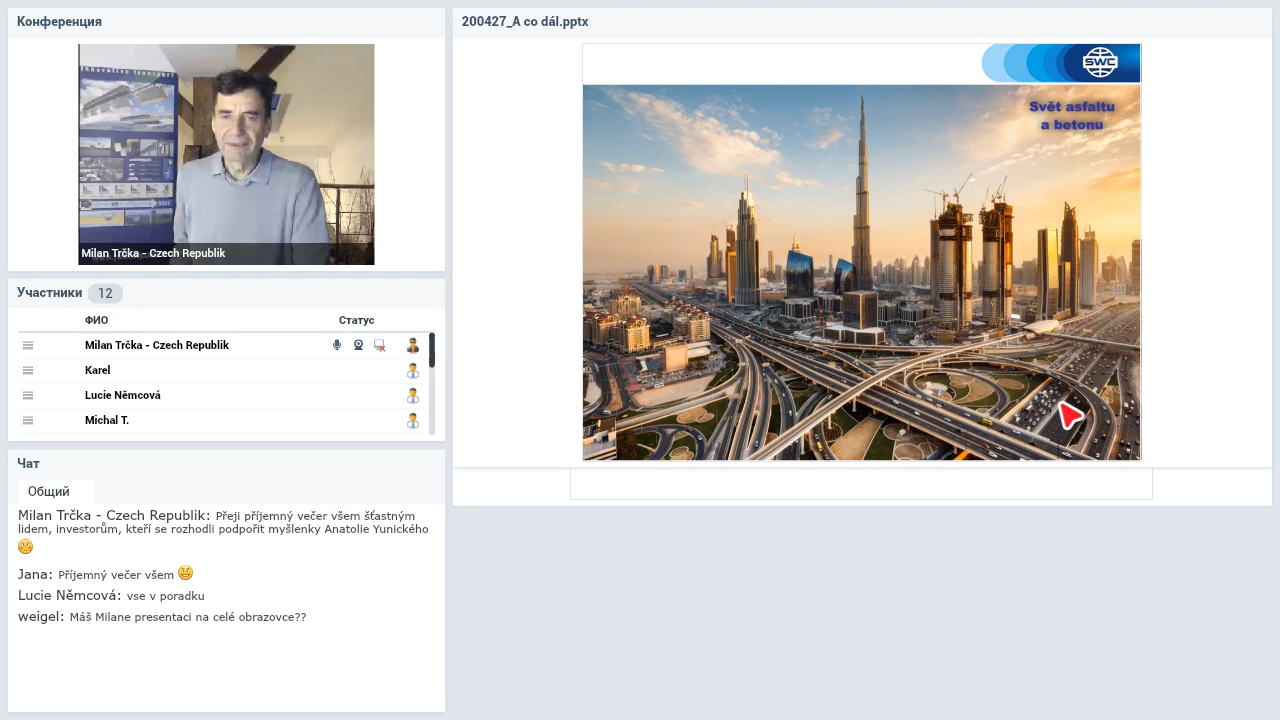 Конференция
Innovative transport
Milan Trčka - Czech Republik
Участники 12
ФИО Статус
Milan Trčka - Czech Republik
Karel
Lucie Němcová
Michal T.
Чат
Общий
Milan Trčka - Czech Republik: Přeji příjemný večer všem šťastným
lidem, investorům, kteří se rozhodli podpořit myšlenky Anatolie Yunického
Jana: Příjemný večer všem
Lucie Němcová: vse v poradku
weigel: Máš Milane presentaci na celé obrazovce??
200427_A co dál.pptx
SWC
Svět asfaltu
a betonu